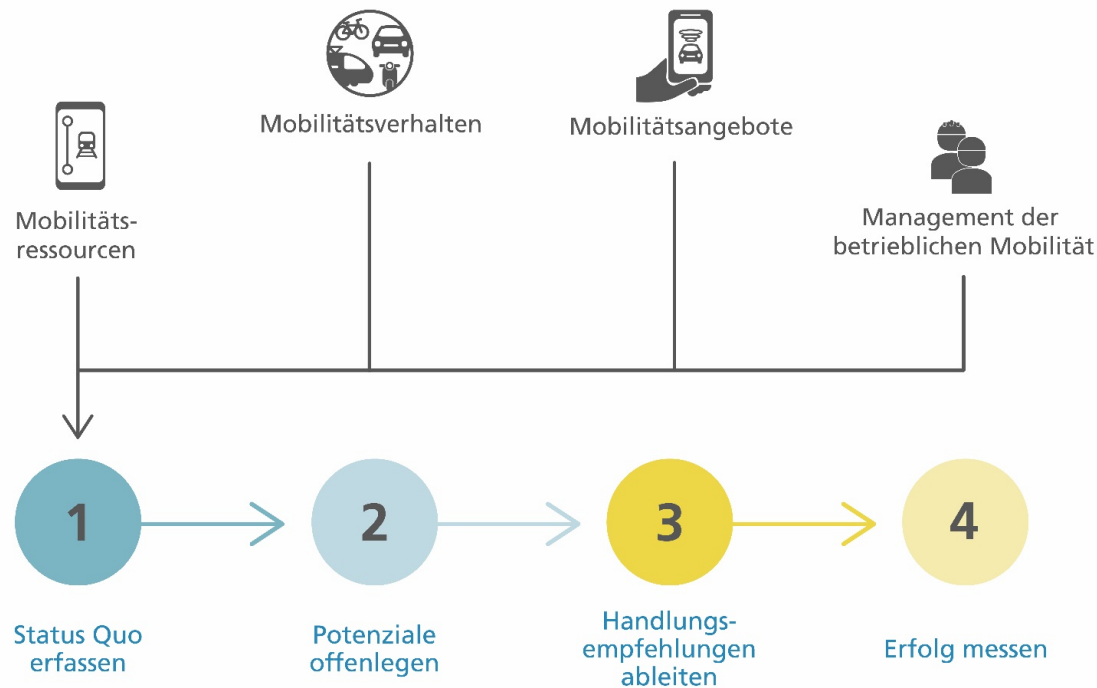 Mobilitäts-
ressourcen
Mobilitätsverhalten
Mobilitätsangebote
Management der
betrieblichen Mobilität
1
2
3
4
Status Quo
erfassen
Potenziale
offenlegen
Handlungs-
empfehlungen
ableiten
Erfolg messen